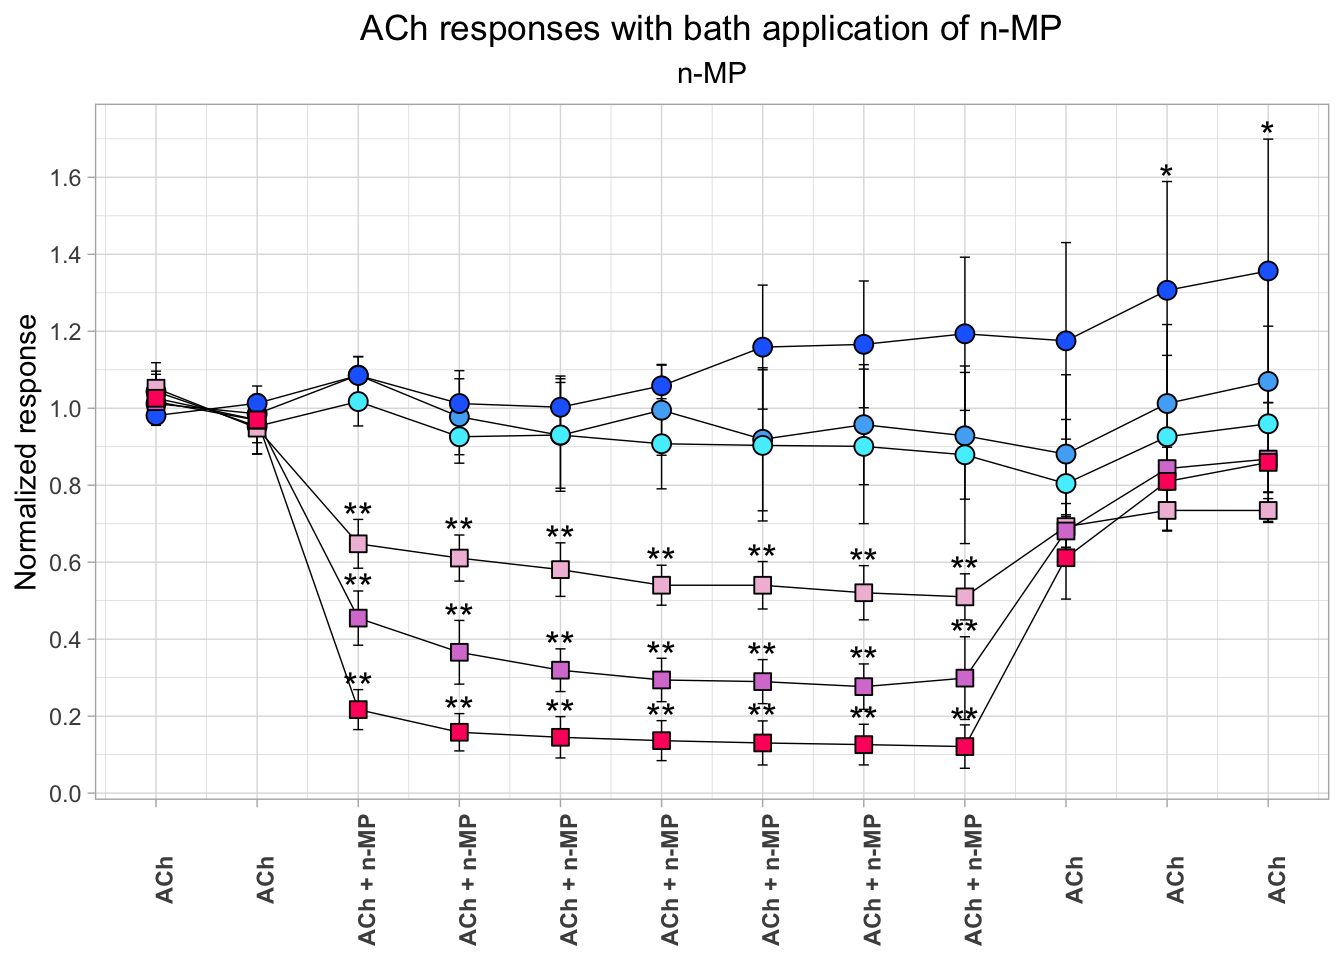 ACh responses with bath application of n-MP
n-MP
Normalized response
1.6
1.4
1.2
1.0
0.8
0.6
0.4
0.2
0.0
*
*
** ** ** ** ** ** **
** ** ** ** ** ** **
** ** ** ** ** ** **
ACh
ACh
ACh + n-MP
ACh + n-MP
ACh + n-MP
ACh + n-MP
ACh + n-MP
ACh + n-MP
ACh + n-MP
ACh
ACh
ACh